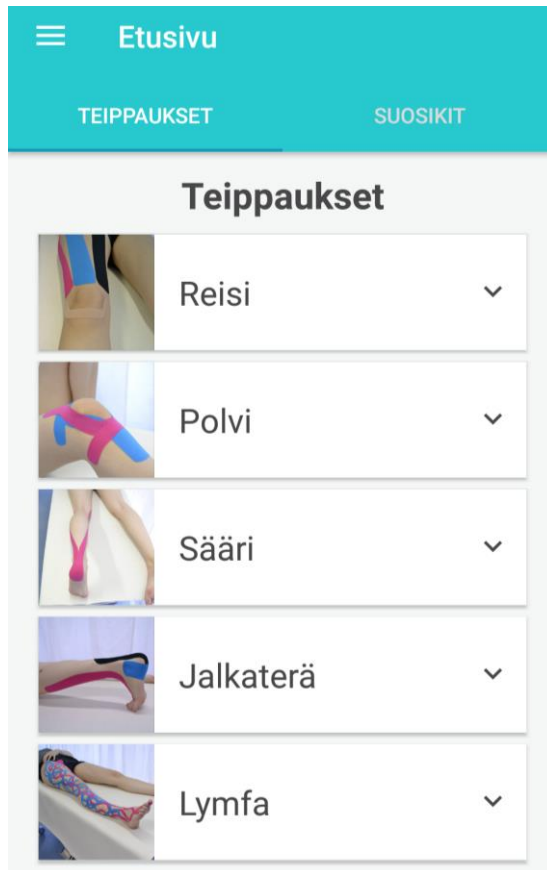 Etusivu
TEIPPAUKSET SUOSIKIT
Teippaukset
Reisi
Polvi
Sääri
Jalkaterä
Lymfa